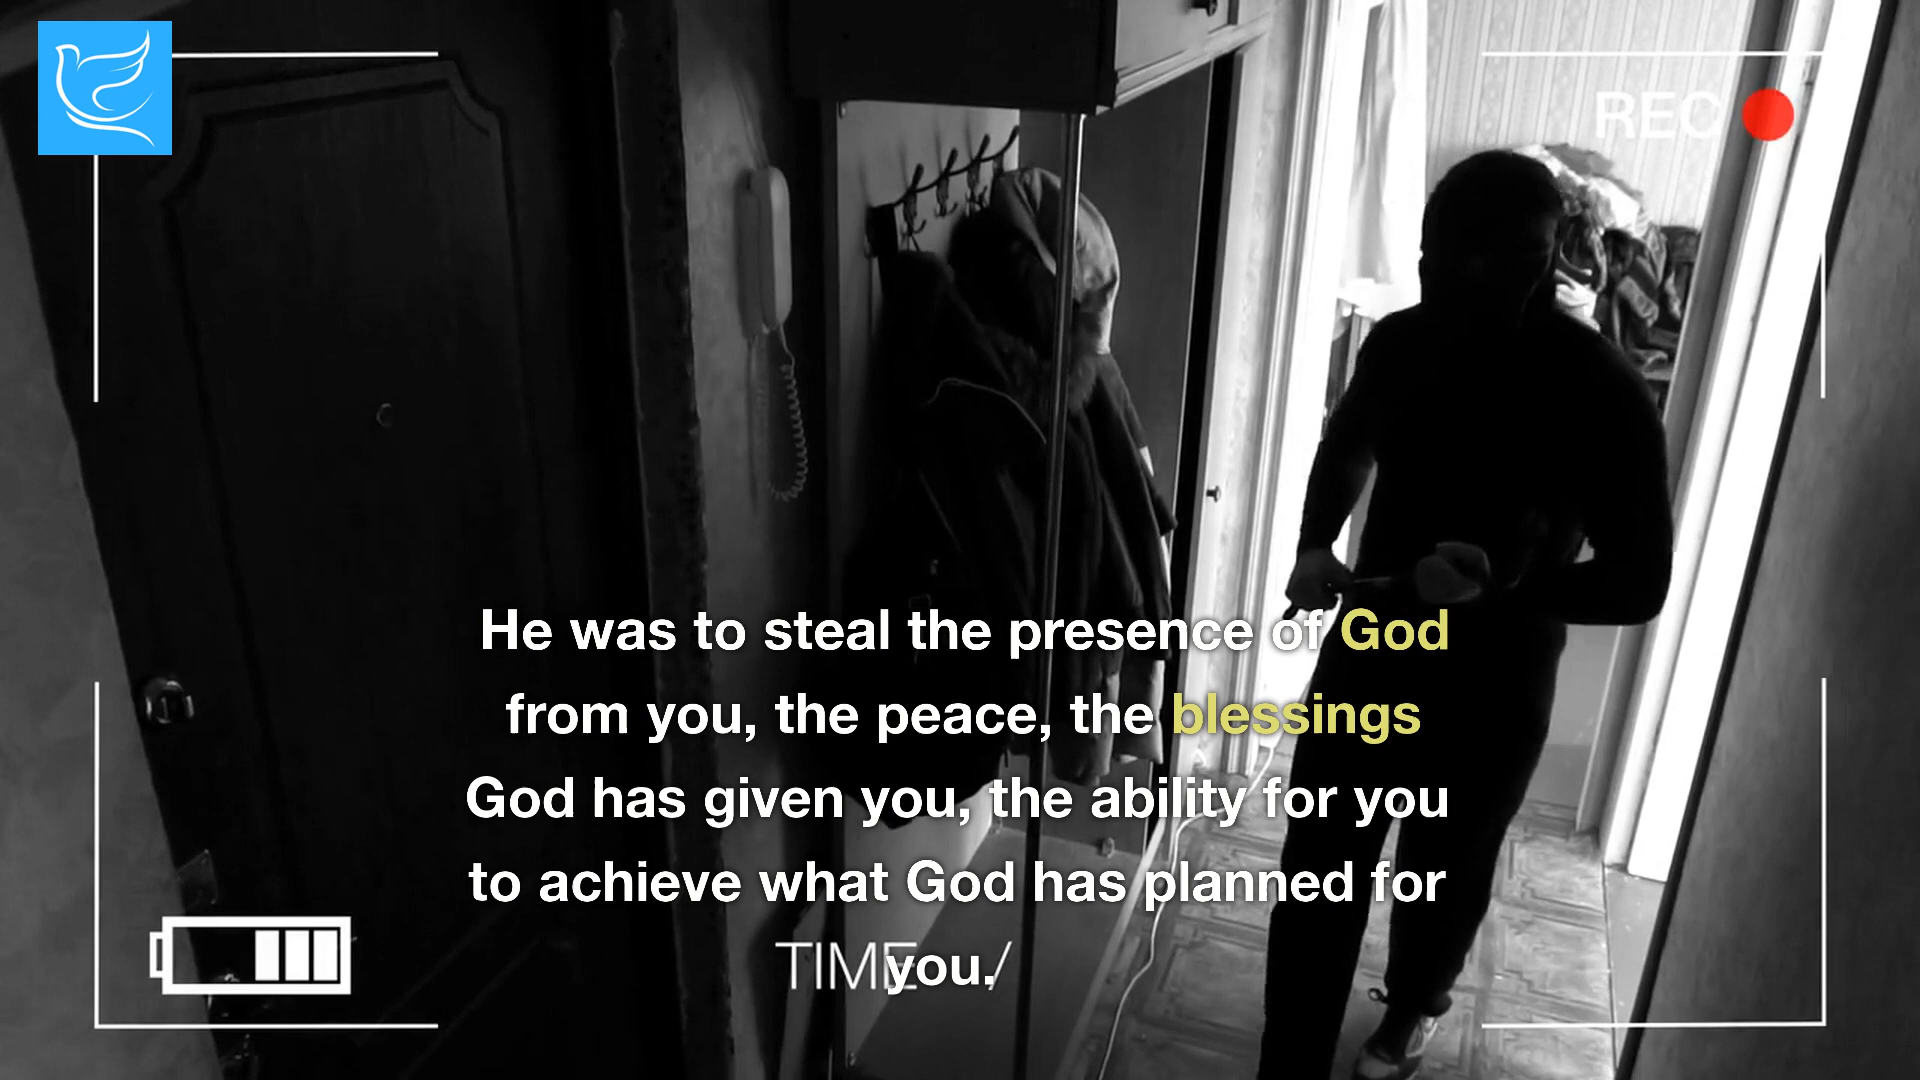 REC
He was to steal the presence of God
from you, the peace, the blessings
God has given you, the ability for you
to achieve what God has planned for
you.
TIME /